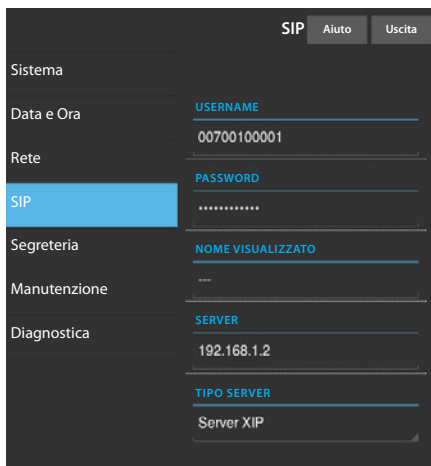 SIP Aiuto Uscita
Sistema
Data e Ora
Rete
SIP
Segreteria
Manutenzione
Diagnostica
USERNAME
00700100001
PASSWORD
••••••••••••
NOME VISUALIZZATO
---
SERVER
192.168.1.2
TIPO SERVER
Server XIP